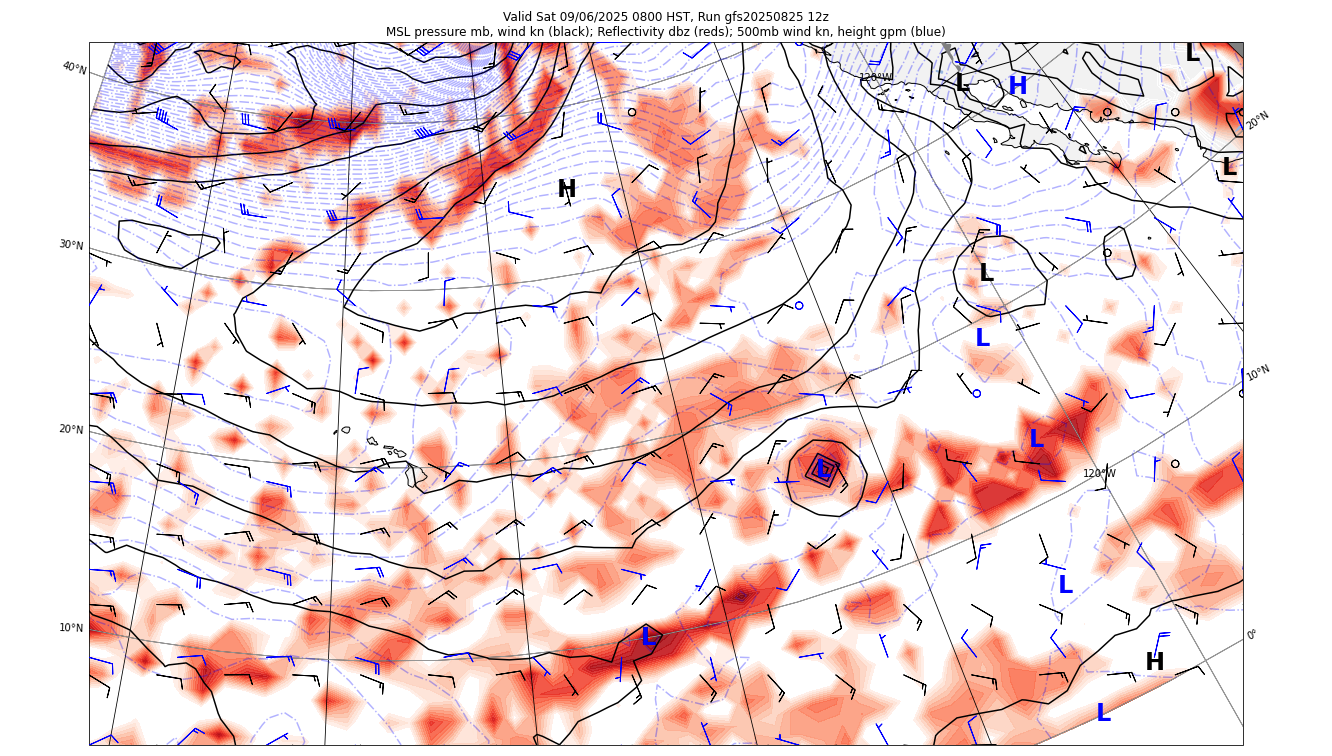 Valid Sat 09/06/2025 0800 HST, Run gfs20250825 12z
MSL pressure mb, wind kn (black); Reflectivity dbz (reds); 500mb wind kn, height gpm (blue)
40°N
120°W
L
H
L
20°N
L
H
30°N
L
L
10°N
20°N
L
L
120°W
L
10°N
L
0°
H
L